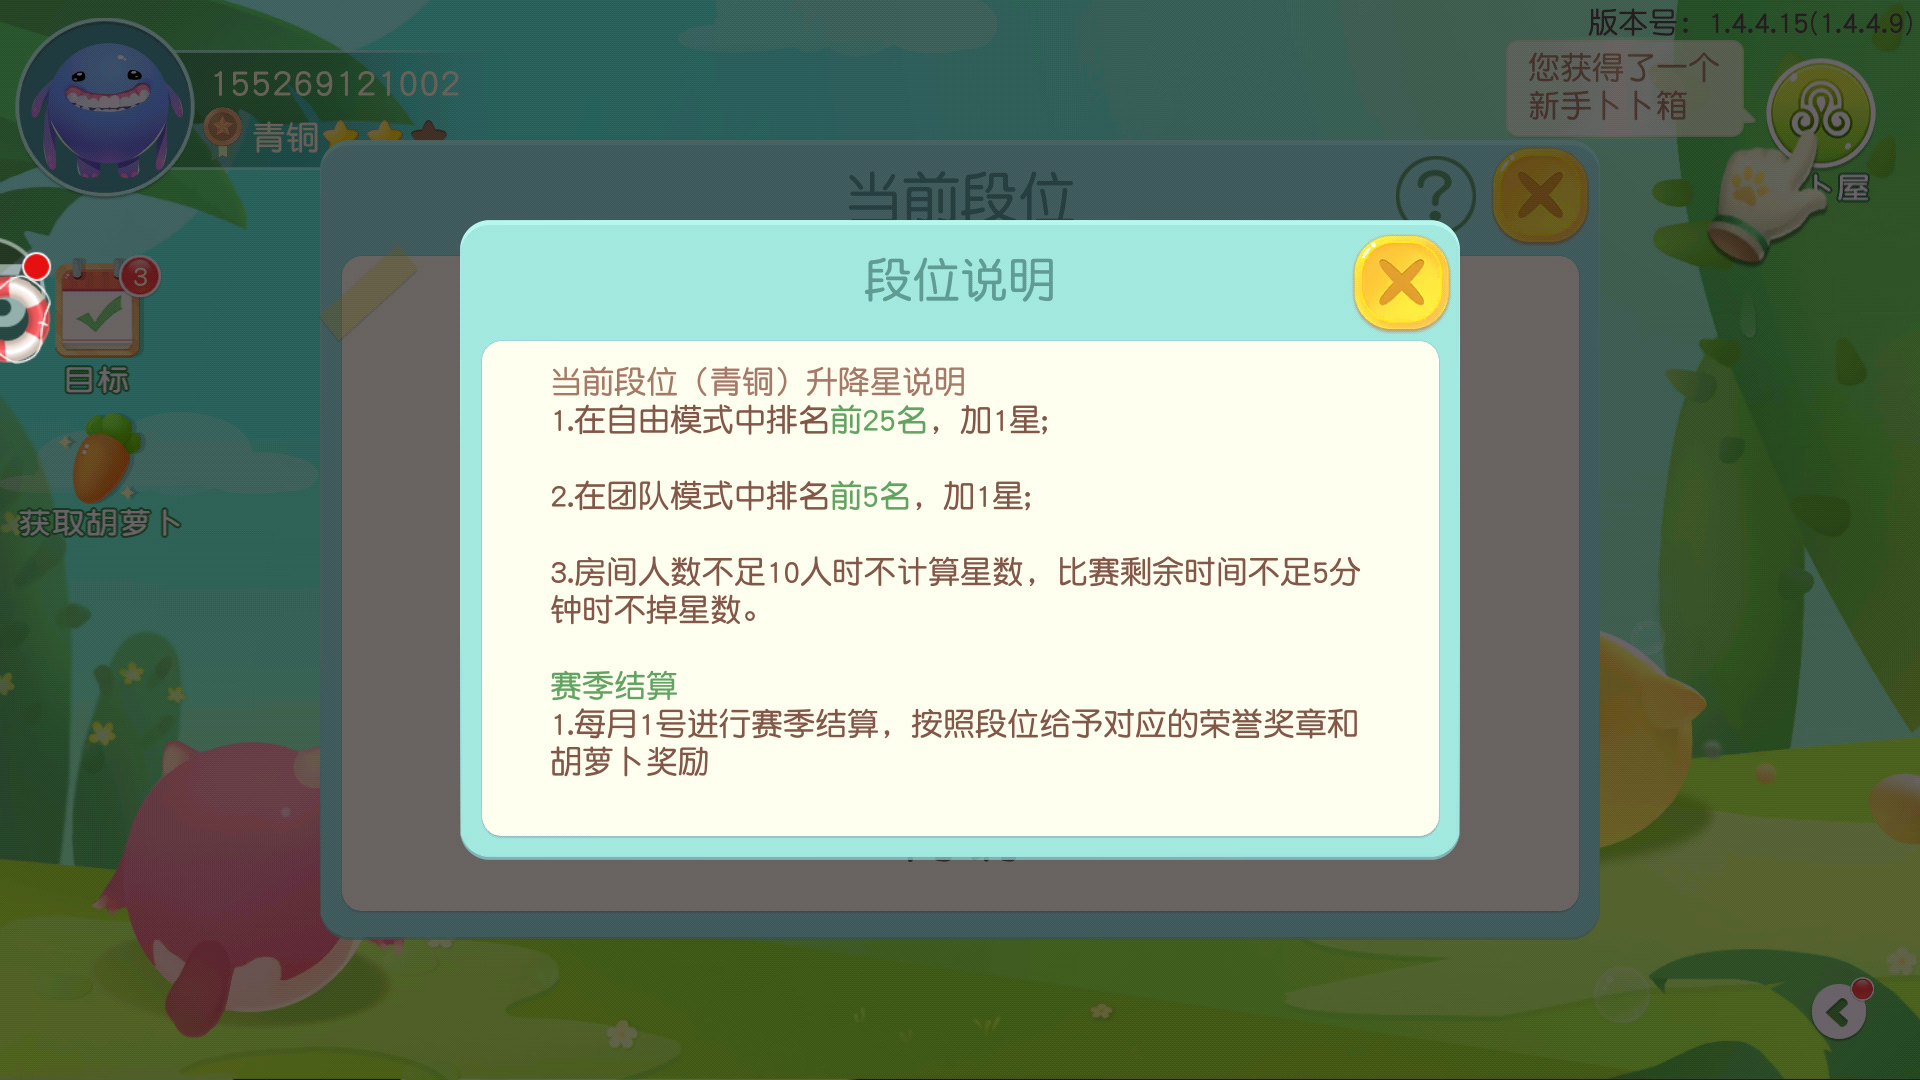 版本号：1.4.4.15(1.4.4.9)
155269121002
您获得了一个
新手卜卜箱
青铜
当前段位
?
卜屋
段位说明
3
目标
当前段位（青铜）升降星说明
1.在自由模式中排名前25名，加1星;
2.在团队模式中排名前5名，加1星;
获取胡萝卜
3.房间人数不足10人时不计算星数，比赛剩余时间不足5分
钟时不掉星数。
赛季结算
1.每月1号进行赛季结算，按照段位给予对应的荣誉奖章和
胡萝卜奖励